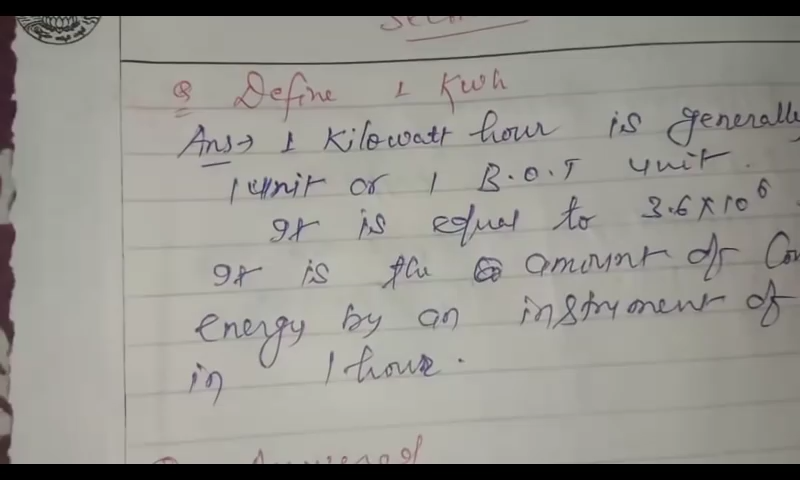 Q Define 1 Kwh
Ans→ 1 Kilowatt hour is generally
1 unit or 1 B.O.T unit.
It is equal to 3.6×10⁶
It is the amount of Con
energy by an instrument of
in 1 hour.